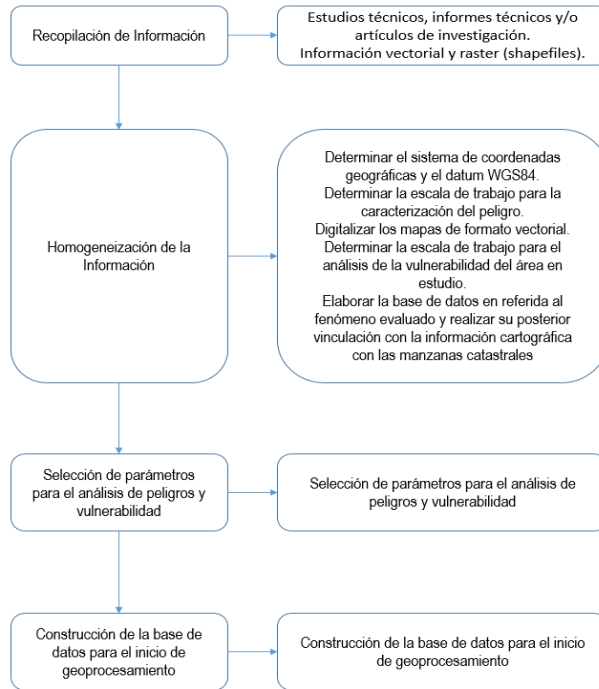 Recopilación de Información
Estudios técnicos, informes técnicos y/o
artículos de investigación.
Información vectorial y raster (shapefiles).
Homogeneización de la
Información
Determinar el sistema de coordenadas
geográficas y el datum WGS84.
Determinar la escala de trabajo para la
caracterización del peligro.
Digitalizar los mapas de formato vectorial.
Determinar la escala de trabajo para el
análisis de la vulnerabilidad del área en
estudio.
Elaborar la base de datos en referida al
fenómeno evaluado y realizar su posterior
vinculación con la información cartográfica
con las manzanas catastrales
Selección de parámetros
para el análisis de peligros y
vulnerabilidad
Selección de parámetros para el análisis de
peligros y vulnerabilidad
Construcción de la base de
datos para el inicio de
geoprocesamiento
Construcción de la base de datos para el inicio
de geoprocesamiento